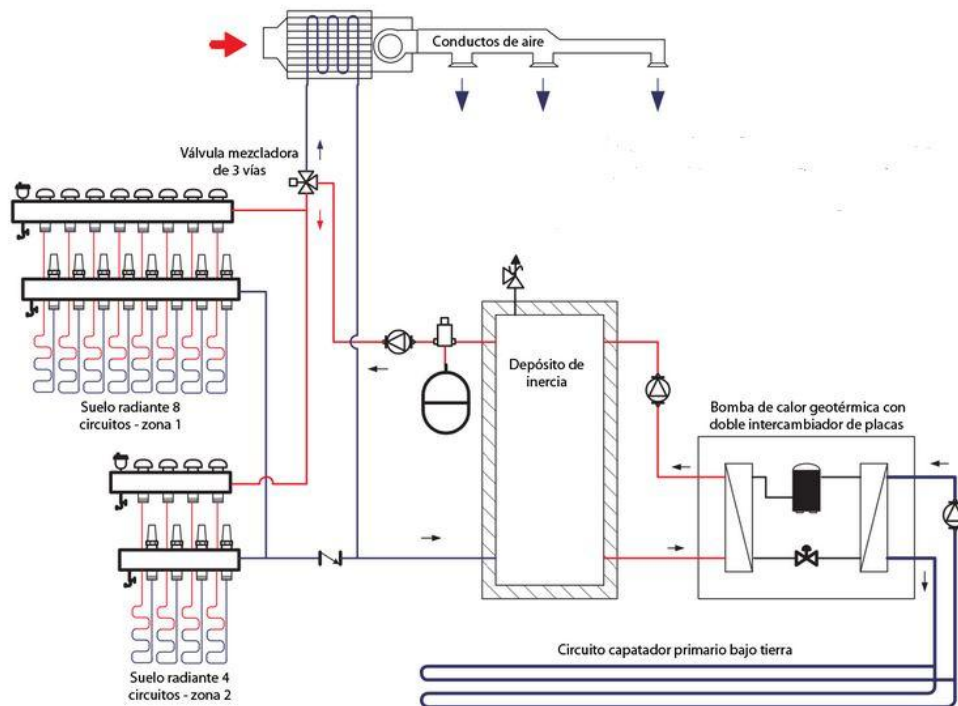 Conductos de aire
Válvula mezcladora
de 3 vías
Depósito de
inercia
Bomba de calor geotérmica con
doble intercambiador de placas
Suelo radiante 8
circuitos - zona 1
Circuito capatador primario bajo tierra
Suelo radiante 4
circuitos - zona 2